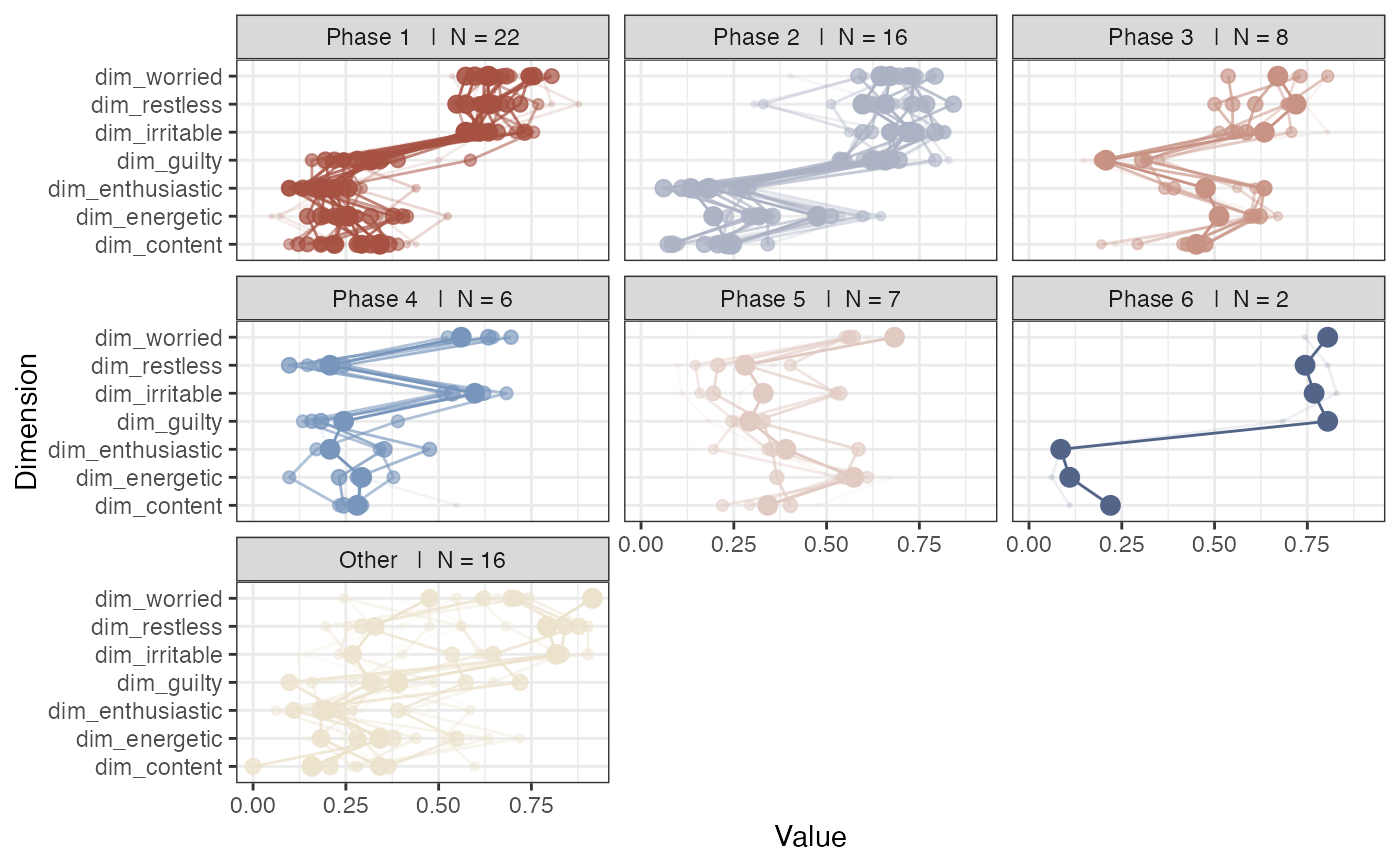 Phase 1 | N = 22
Phase 2 | N = 16
Phase 3 | N = 8
dim_worried
dim_restless
dim_irritable
dim_guilty
dim_enthusiastic
dim_energetic
dim_content
Phase 4 | N = 6
Phase 5 | N = 7
Phase 6 | N = 2
dim_worried
dim_restless
dim_irritable
dim_guilty
dim_enthusiastic
dim_energetic
dim_content
0.00 0.25 0.50 0.75
0.00 0.25 0.50 0.75
Other | N = 16
dim_worried
dim_restless
dim_irritable
dim_guilty
dim_enthusiastic
dim_energetic
dim_content
0.00 0.25 0.50 0.75
Dimension
Value